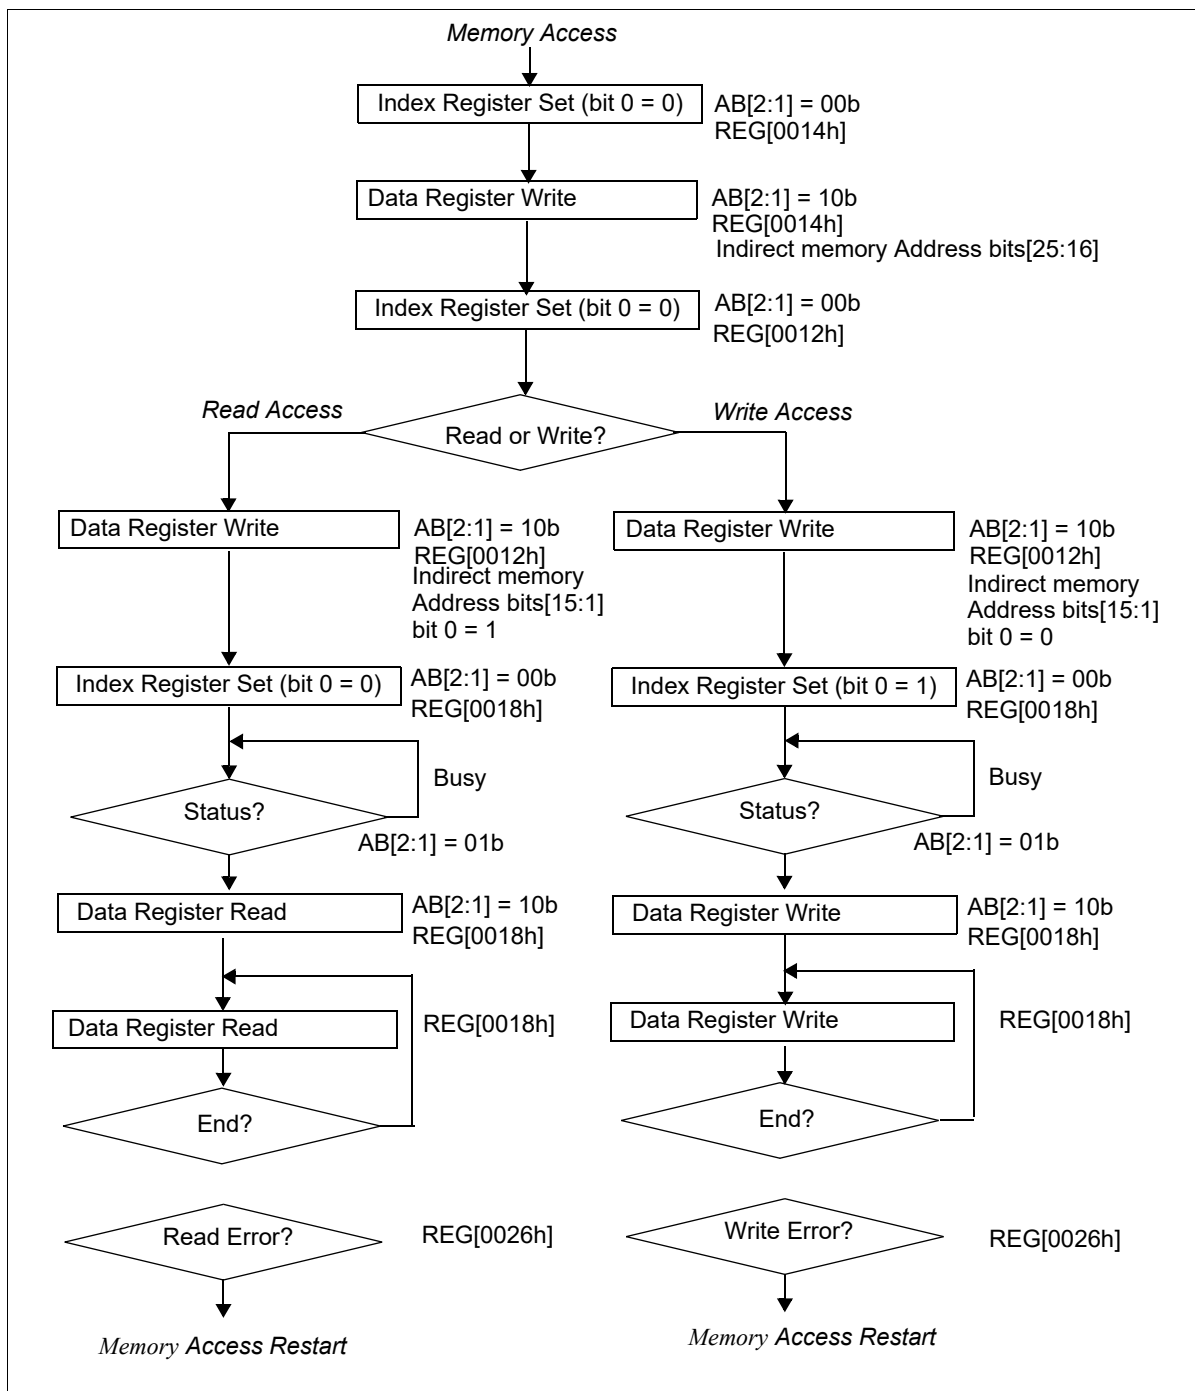 Memory Access
Index Register Set (bit 0 = 0)
AB[2:1] = 00b
REG[0014h]
Data Register Write
AB[2:1] = 10b
REG[0014h]
Indirect memory Address bits[25:16]
Index Register Set (bit 0 = 0)
AB[2:1] = 00b
REG[0012h]
Read Access
Write Access
Read or Write?
Data Register Write
AB[2:1] = 10b
REG[0012h]
Indirect memory
Address bits[15:1]
bit 0 = 1
Index Register Set (bit 0 = 0)
AB[2:1] = 00b
REG[0018h]
Busy
Status?
AB[2:1] = 01b
Data Register Read
AB[2:1] = 10b
REG[0018h]
Data Register Read
REG[0018h]
End?
Read Error?
REG[0026h]
Memory Access Restart
Data Register Write
AB[2:1] = 10b
REG[0012h]
Indirect memory
Address bits[15:1]
bit 0 = 0
Index Register Set (bit 0 = 1)
AB[2:1] = 00b
REG[0018h]
Busy
Status?
AB[2:1] = 01b
Data Register Write
AB[2:1] = 10b
REG[0018h]
Data Register Write
REG[0018h]
End?
Write Error?
REG[0026h]
Memory Access Restart